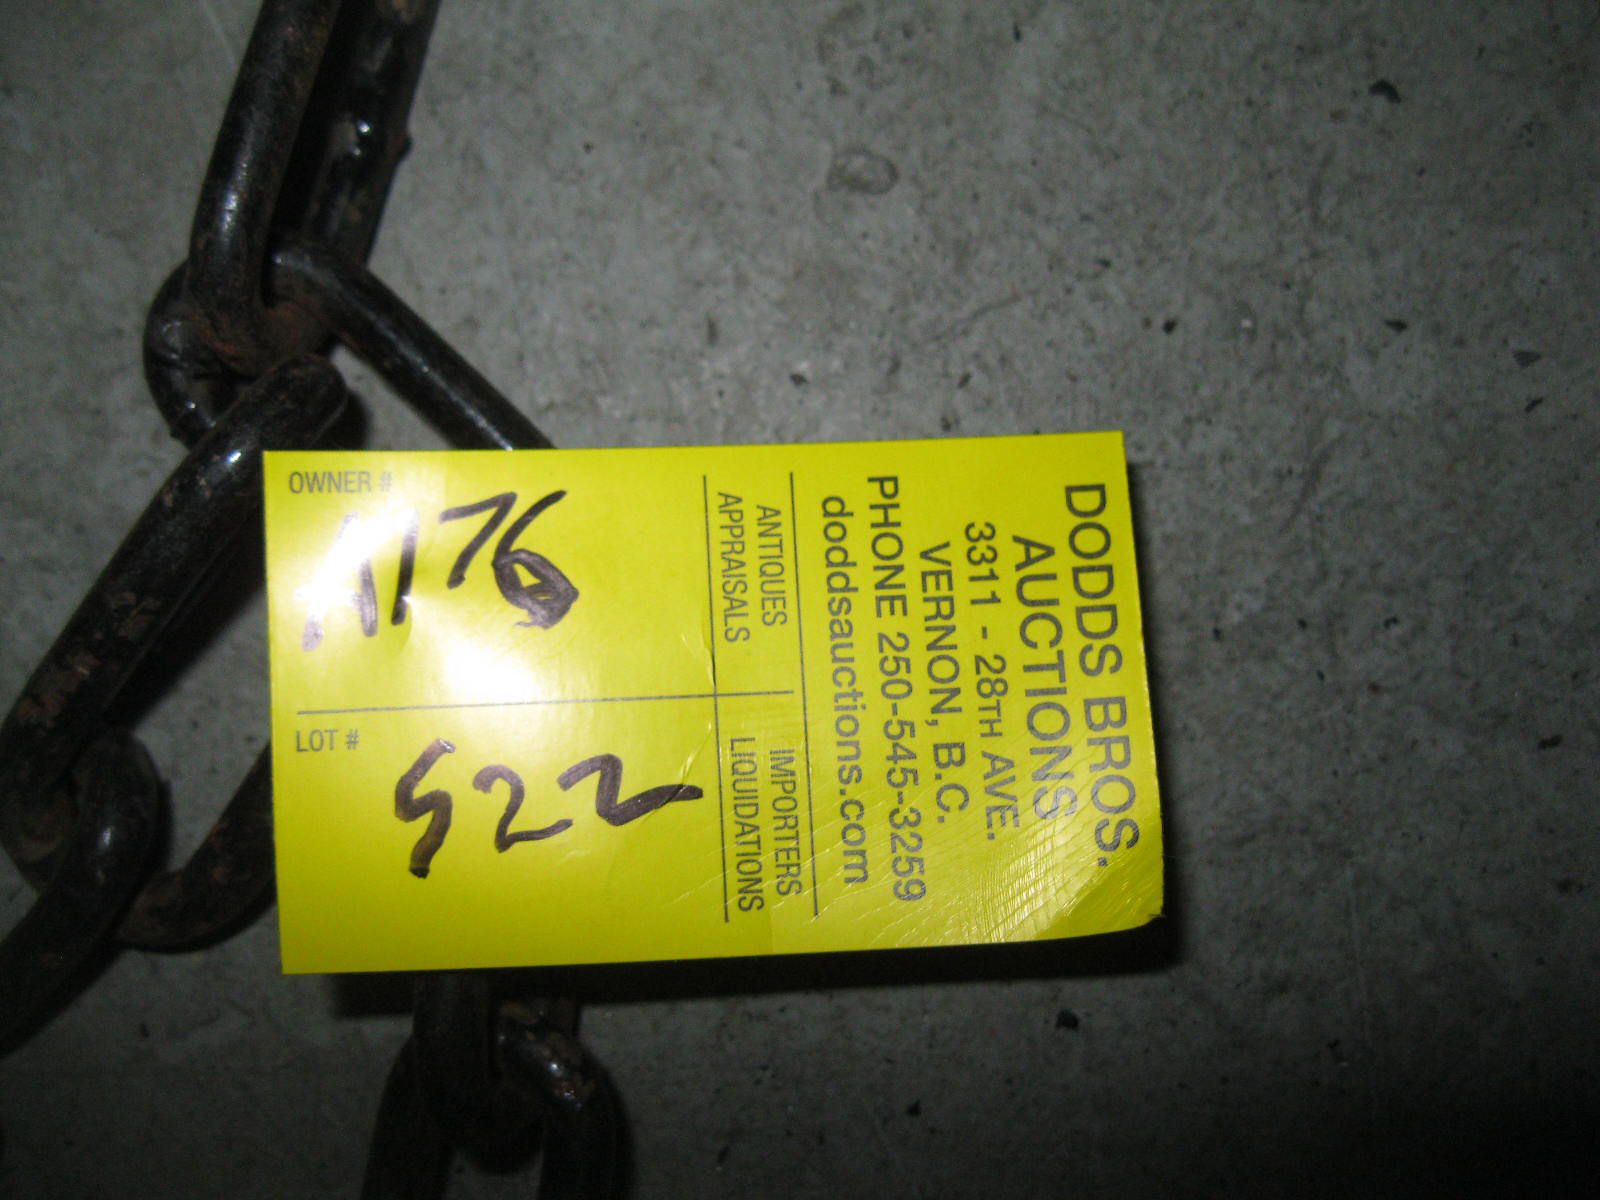 DODDS BROS.
AUCTIONS
3311 - 28TH AVE.
VERNON, B.C.
PHONE 250-545-3259
doddsauctions.com
ANTIQUES IMPORTERS
APPRAISALS LIQUIDATIONS
OWNER #
LOT #
522